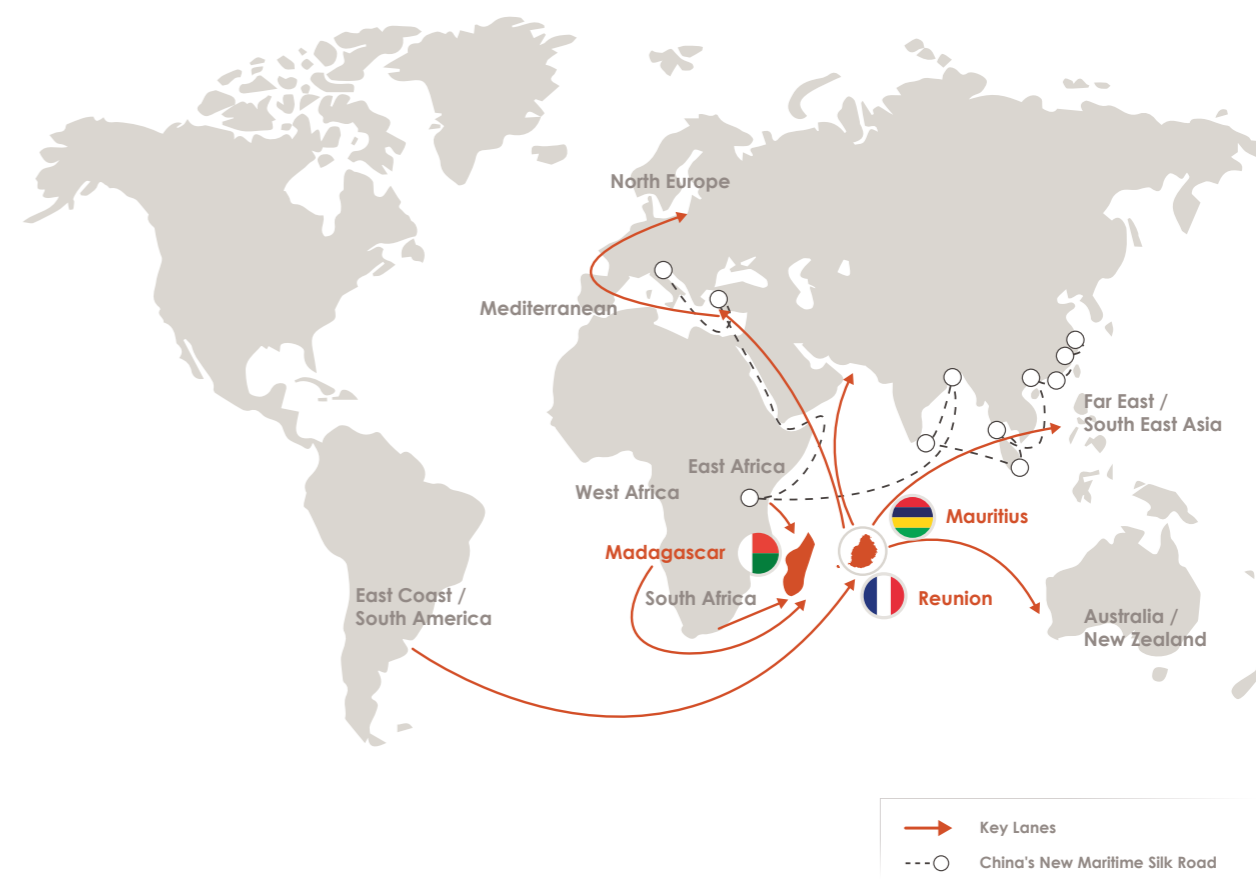 North Europe
Mediterranean
Far East /
South East Asia
East Africa
West Africa
Mauritius
Madagascar
East Coast /
South America
South Africa
Reunion
Australia /
New Zealand
Key Lanes
China's New Maritime Silk Road